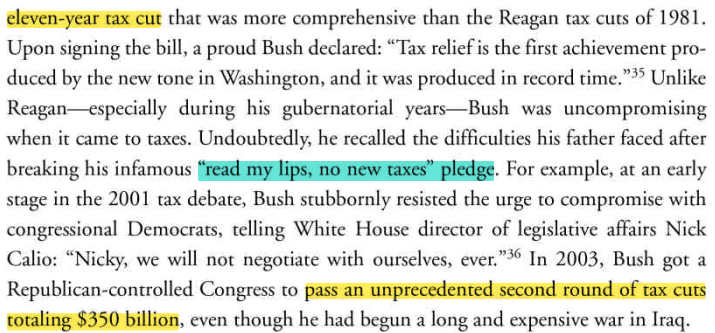 eleven-year tax cut that was more comprehensive than the Reagan tax cuts of 1981.
Upon signing the bill, a proud Bush declared: “Tax relief is the first achievement pro-
duced by the new tone in Washington, and it was produced in record time.”35 Unlike
Reagan—especially during his gubernatorial years—Bush was uncompromising
when it came to taxes. Undoubtedly, he recalled the difficulties his father faced after
breaking his infamous “read my lips, no new taxes” pledge. For example, at an early
stage in the 2001 tax debate, Bush stubbornly resisted the urge to compromise with
congressional Democrats, telling White House director of legislative affairs Nick
Calio: “Nicky, we will not negotiate with ourselves, ever.”36 In 2003, Bush got a
Republican-controlled Congress to pass an unprecedented second round of tax cuts
totaling $350 billion, even though he had begun a long and expensive war in Iraq.